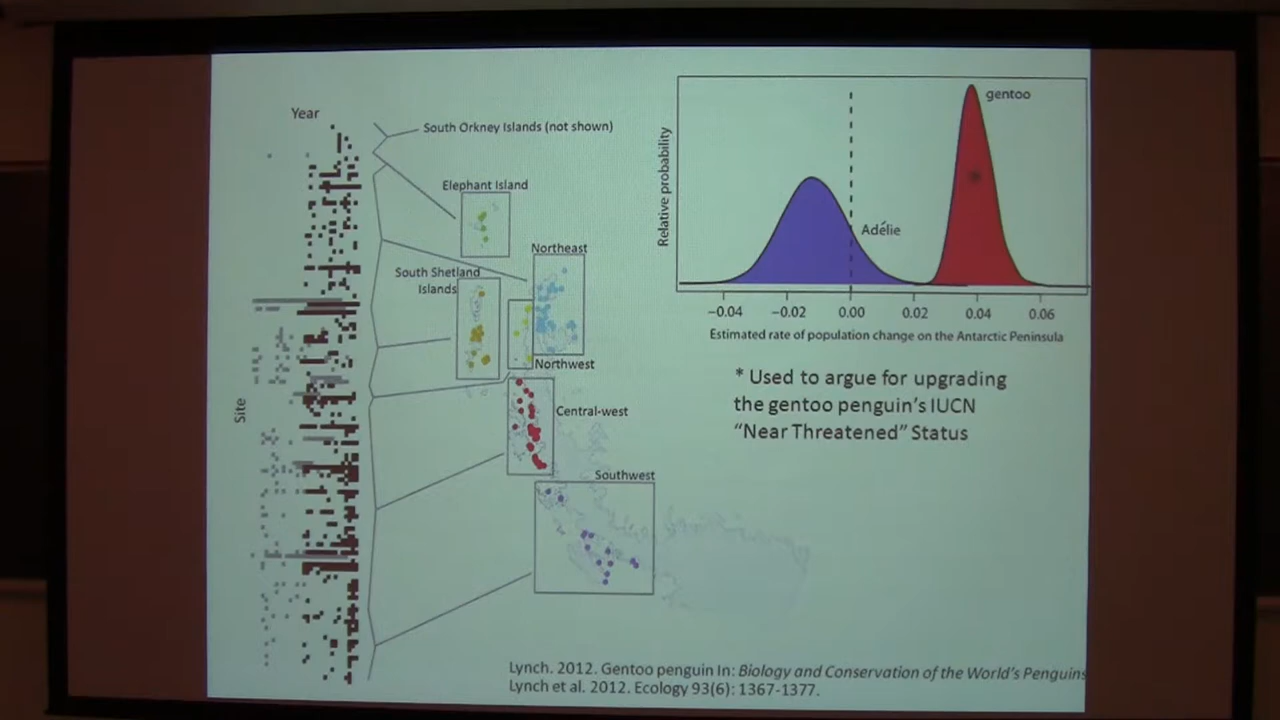 Year
South Orkney Islands (not shown)
Elephant Island
Northeast
South Shetland
Islands
Northwest
Site
Central-west
Southwest
gentoo
Relative probability
Adélie
−0.04 −0.02 0.00 0.02 0.04 0.06
Estimated rate of population change on the Antarctic Peninsula
* Used to argue for upgrading
the gentoo penguin’s IUCN
“Near Threatened” Status
Lynch. 2012. Gentoo penguin In: Biology and Conservation of the World’s Penguins
Lynch et al. 2012. Ecology 93(6): 1367-1377.